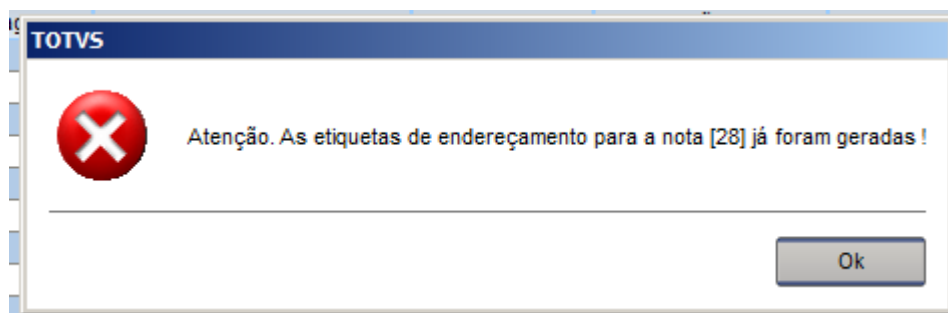 TOTVS
Atenção. As etiquetas de endereçamento para a nota [28] já foram geradas !
Ok